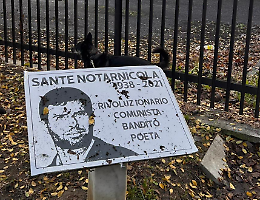 SANTE NOTARNICOLA
1938 - 2021
RIVOLUZIONARIO
COMUNISTA
BANDITO
POETA